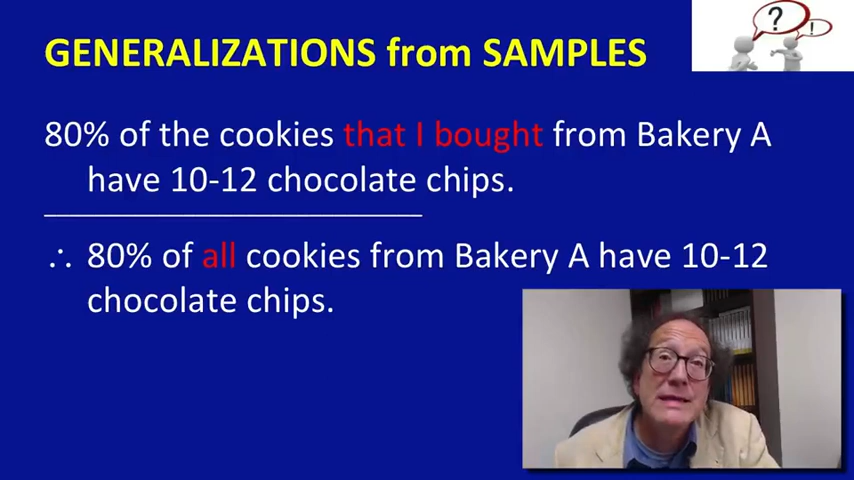 GENERALIZATIONS from SAMPLES
?
!
80% of the cookies that I bought from Bakery A
have 10-12 chocolate chips.
∴ 80% of all cookies from Bakery A have 10-12
chocolate chips.